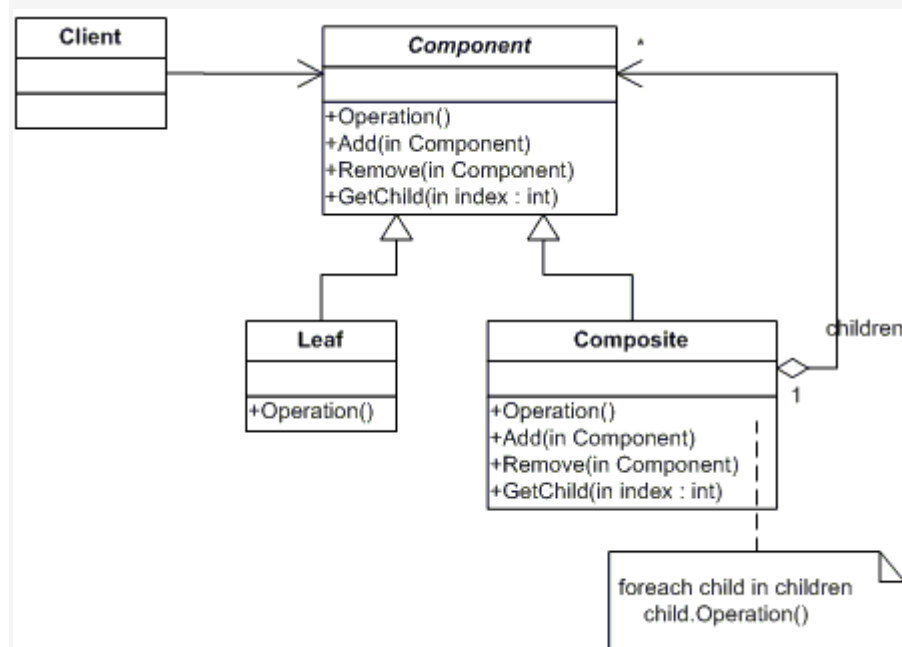 Client
Component
*
+Operation()
+Add(in Component)
+Remove(in Component)
+GetChild(in index : int)
Leaf
+Operation()
Composite
children
1
+Operation()
+Add(in Component)
+Remove(in Component)
+GetChild(in index : int)
foreach child in children
child.Operation()